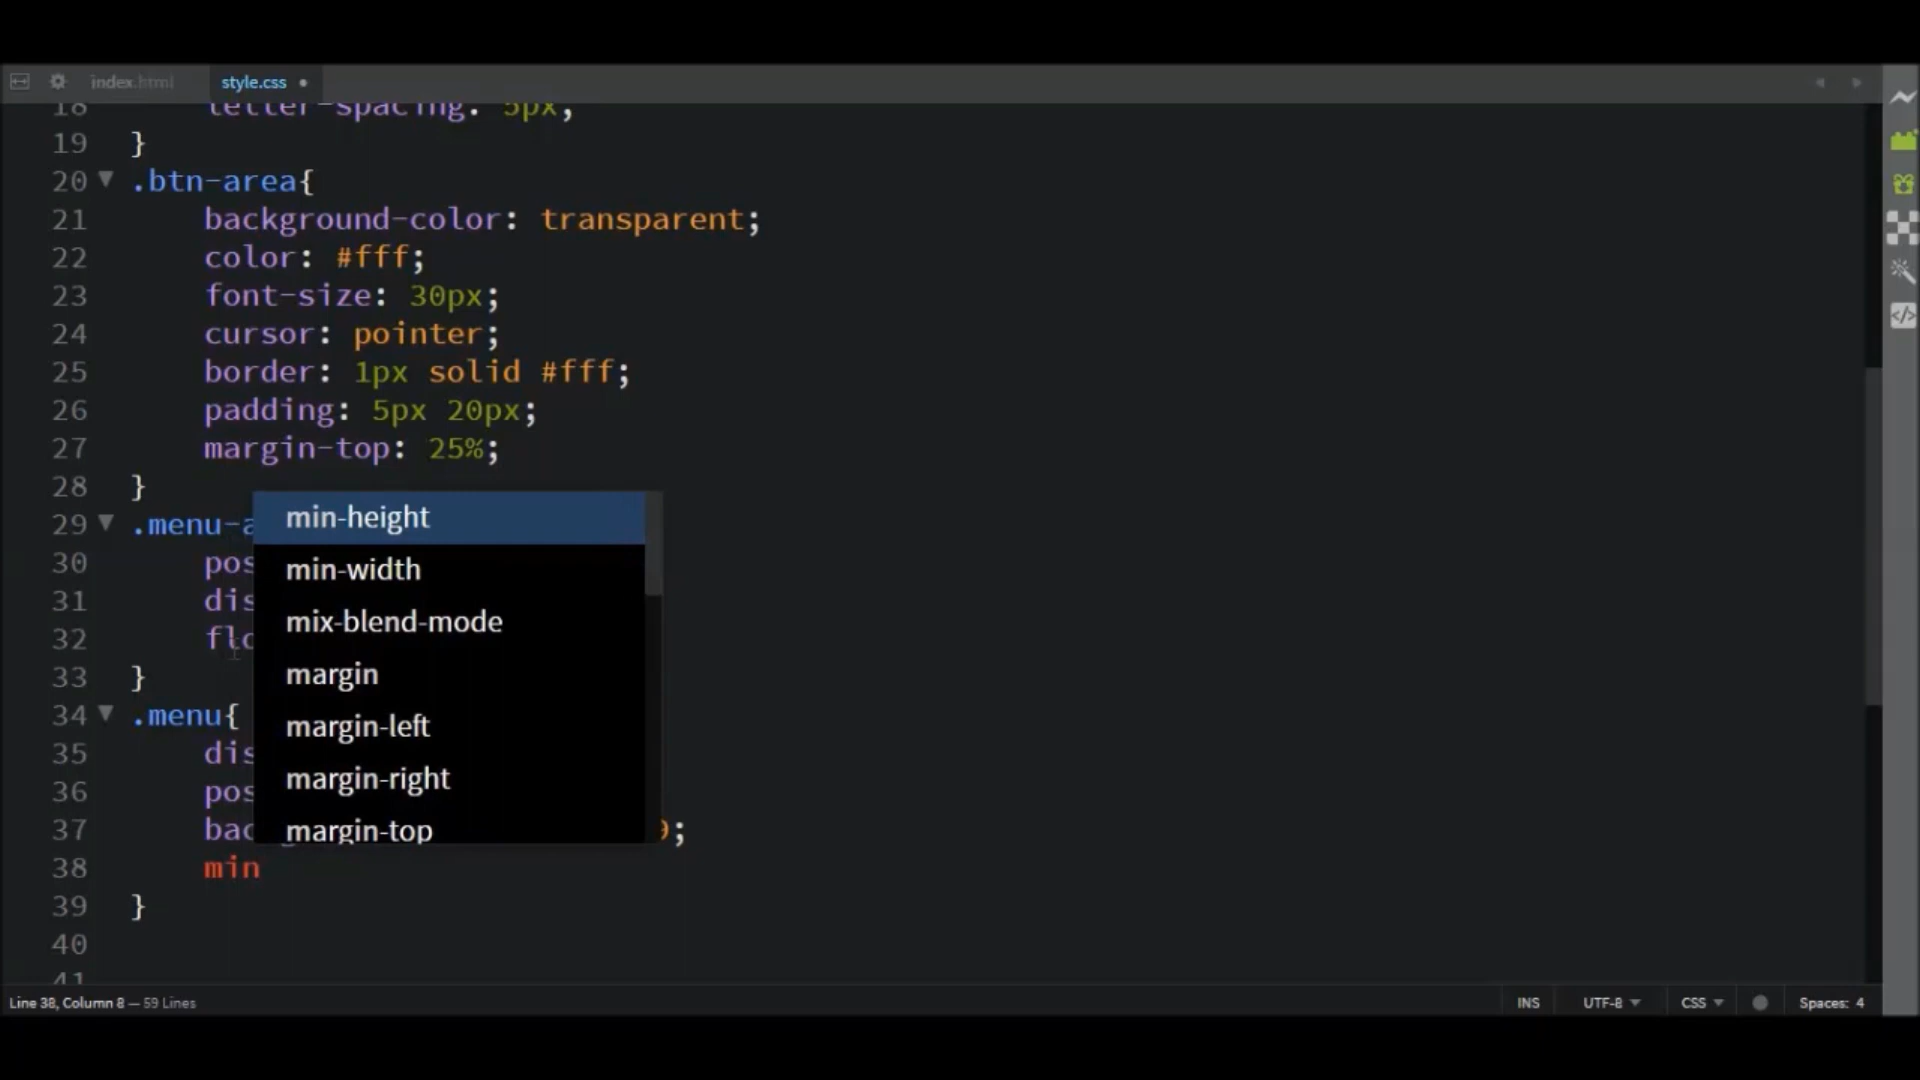 index.html
style.css •
18 letter-spacing: 5px;
19 }
20 .btn-area{
21 background-color: transparent;
22 color: #fff;
23 font-size: 30px;
24 cursor: pointer;
25 border: 1px solid #fff;
26 padding: 5px 20px;
27 margin-top: 25%;
28 }
29 .menu-a
30 pos
31 dis
32 flo
33 }
34 .menu{
35 dis
36 pos
37 bac ;
38 min
39 }
40
41
min-height
min-width
mix-blend-mode
margin
margin-left
margin-right
margin-top
Line 38, Column 8 — 59 Lines
INS
UTF-8
CSS
Spaces: 4